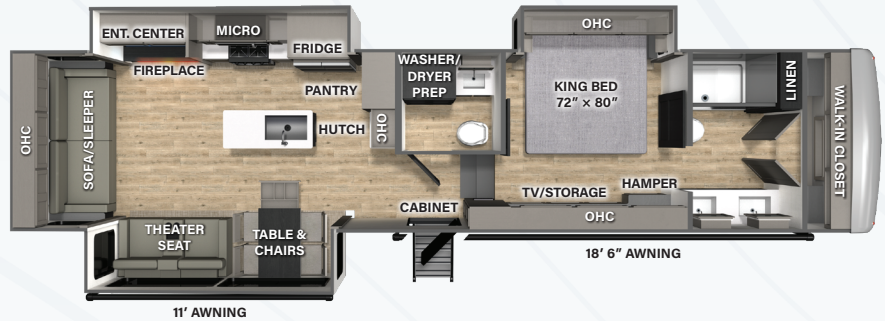 OHC
SOFA/SLEEPER
ENT. CENTER
FIREPLACE
MICRO
FRIDGE
PANTRY
HUTCH
OHC
WASHER/
DRYER
PREP
OHC
KING BED
72” × 80”
LINEN
WALK-IN CLOSET
THEATER
SEAT
TABLE &
CHAIRS
CABINET
TV/STORAGE
HAMPER
OHC
18’ 6” AWNING
11’ AWNING